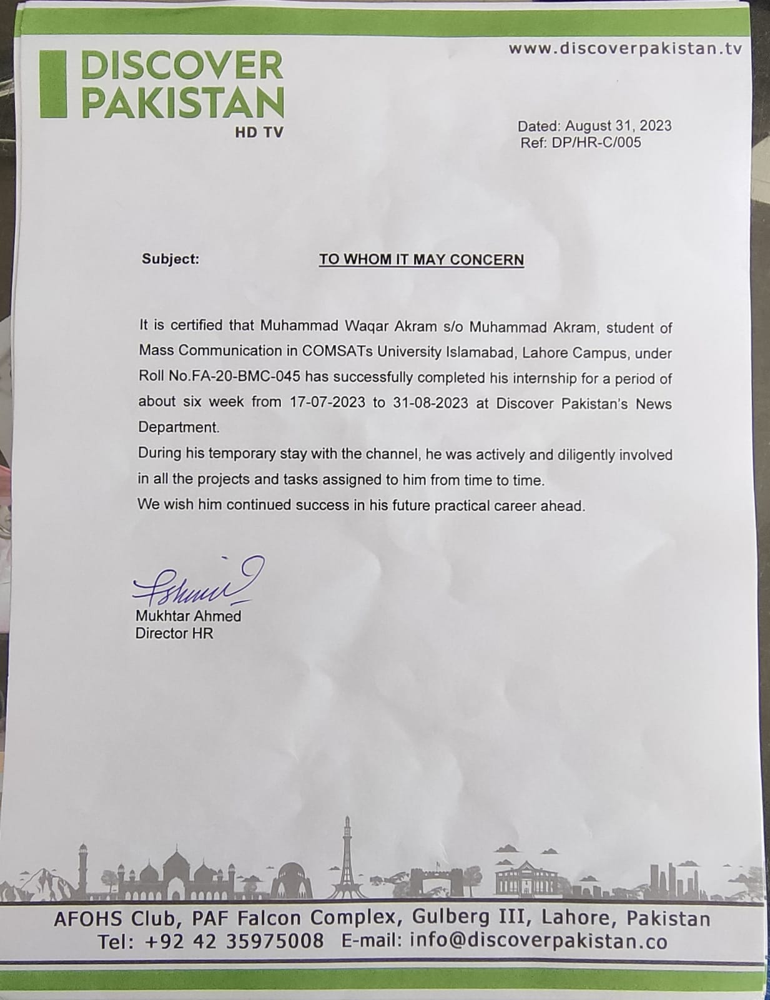 DISCOVER
PAKISTAN
HD TV
www.discoverpakistan.tv
Dated: August 31, 2023
Ref: DP/HR-C/005
Subject: TO WHOM IT MAY CONCERN
It is certified that Muhammad Waqar Akram s/o Muhammad Akram, student of
Mass Communication in COMSATs University Islamabad, Lahore Campus, under
Roll No.FA-20-BMC-045 has successfully completed his internship for a period of
about six week from 17-07-2023 to 31-08-2023 at Discover Pakistan's News
Department.
During his temporary stay with the channel, he was actively and diligently involved
in all the projects and tasks assigned to him from time to time.
We wish him continued success in his future practical career ahead.
Mukhtar Ahmed
Director HR
AFOHS Club, PAF Falcon Complex, Gulberg III, Lahore, Pakistan
Tel: +92 42 35975008 E-mail: info@discoverpakistan.co